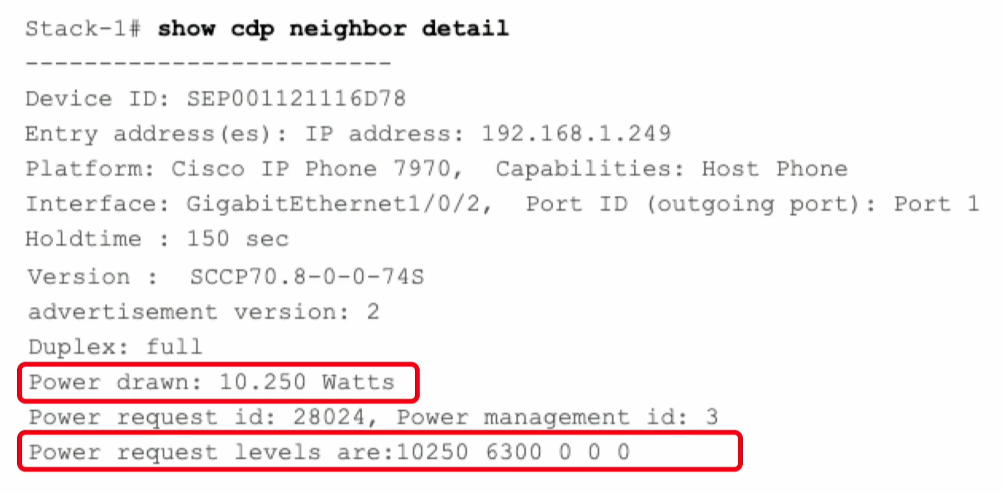 Stack-1# show cdp neighbor detail
-------------------------
Device ID: SEP001121116D78
Entry address(es): IP address: 192.168.1.249
Platform: Cisco IP Phone 7970,  Capabilities: Host Phone
Interface: GigabitEthernet1/0/2,  Port ID (outgoing port): Port 1
Holdtime : 150 sec
Version :  SCCP70.8-0-0-74S
advertisement version: 2
Duplex: full
Power drawn: 10.250 Watts
Power request id: 28024, Power management id: 3
Power request levels are:10250 6300 0 0 0